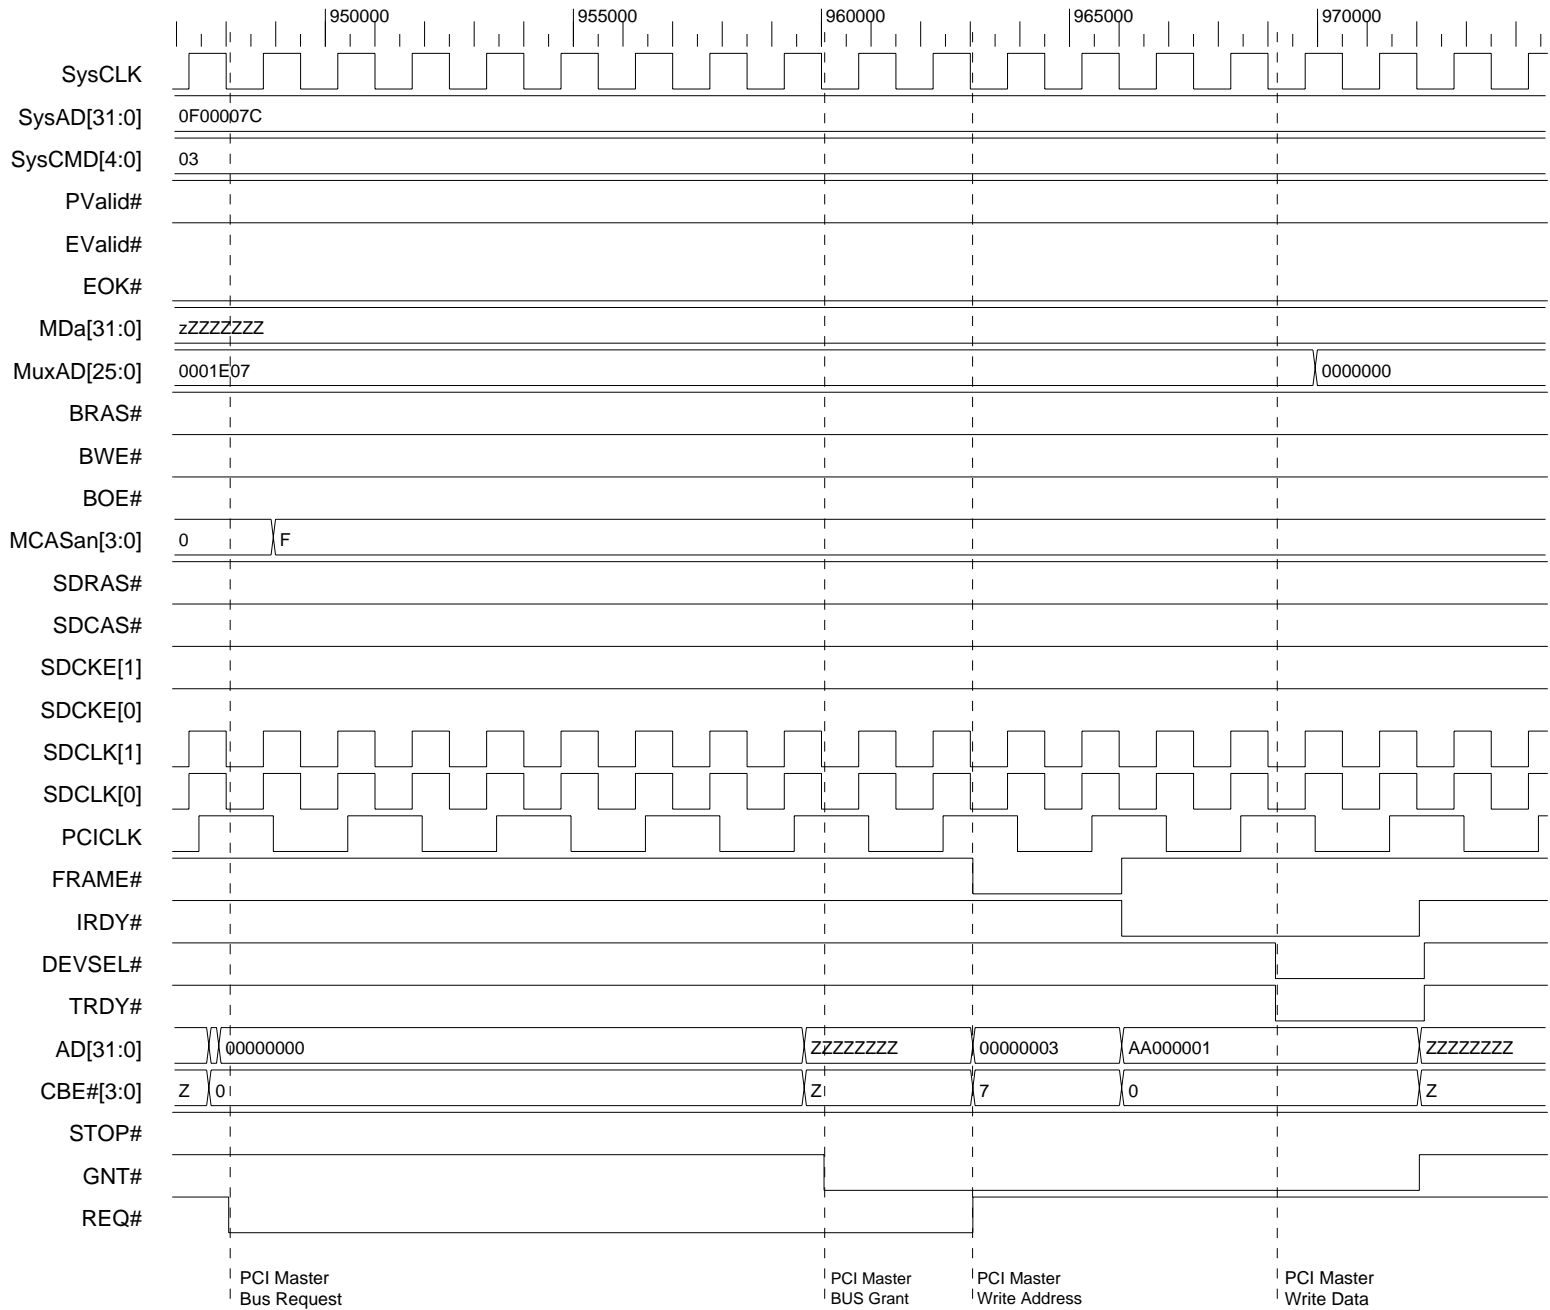 950000 955000 960000 965000 970000
SysCLK
SysAD[31:0] 0F00007C
SysCMD[4:0] 03
PValid#
EValid#
EOK#
MDa[31:0] zZZZZZZZ
MuxAD[25:0] 0001E07 0000000
BRAS#
BWE#
BOE#
MCASan[3:0] 0 F
SDRAS#
SDCAS#
SDCKE[1]
SDCKE[0]
SDCLK[1]
SDCLK[0]
PCICLK
FRAME#
IRDY#
DEVSEL#
TRDY#
AD[31:0] 00000000 ZZZZZZZZ 00000003 AA000001 ZZZZZZZZ
CBE#[3:0] Z 0 Z 7 0 Z
STOP#
GNT#
REQ#
PCI Master
Bus Request
PCI Master
BUS Grant
PCI Master
Write Address
PCI Master
Write Data